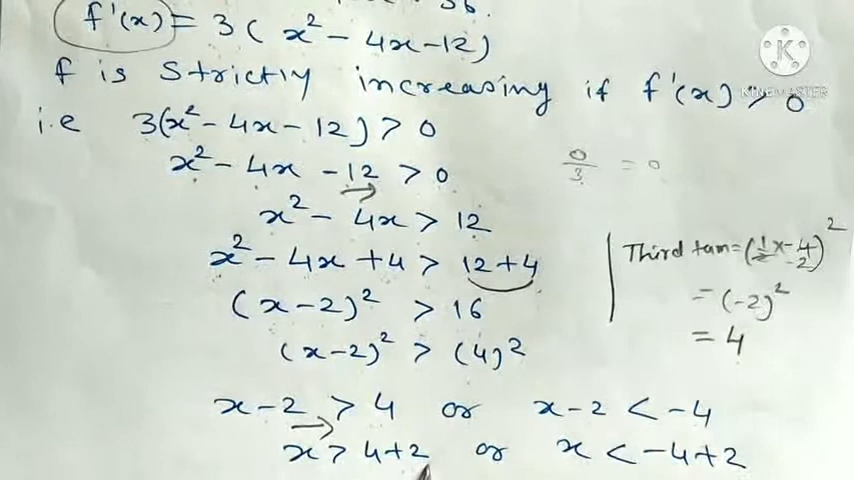 36.
f'(x) = 3(x² - 4x - 12)
f is strictly increasing if f'(x) > 0
i.e 3(x² - 4x - 12) > 0
x² - 4x - 12 > 0
0/3 = 0
x² - 4x > 12
x² - 4x + 4 > 12 + 4
(x - 2)² > 16
(x - 2)² > (4)²
Third tam = (1/2 x - 4/2)²
= (-2)²
= 4
x - 2 > 4 or x - 2 < -4
x > 4 + 2 or x < -4 + 2
KINEMASTER